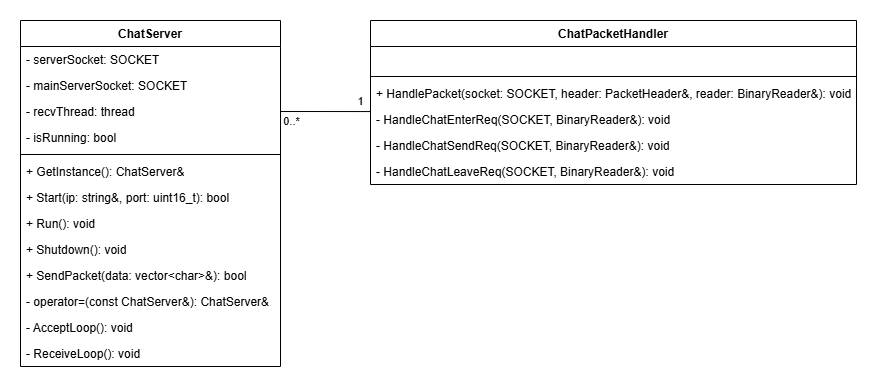 ChatServer
- serverSocket: SOCKET
- mainServerSocket: SOCKET
- recvThread: thread
- isRunning: bool
+ GetInstance(): ChatServer&
+ Start(ip: string&, port: uint16_t): bool
+ Run(): void
+ Shutdown(): void
+ SendPacket(data: vector<char>&): bool
- operator=(const ChatServer&): ChatServer&
- AcceptLoop(): void
- ReceiveLoop(): void
0..*
1
ChatPacketHandler
+ HandlePacket(socket: SOCKET, header: PacketHeader&, reader: BinaryReader&): void
- HandleChatEnterReq(SOCKET, BinaryReader&): void
- HandleChatSendReq(SOCKET, BinaryReader&): void
- HandleChatLeaveReq(SOCKET, BinaryReader&): void